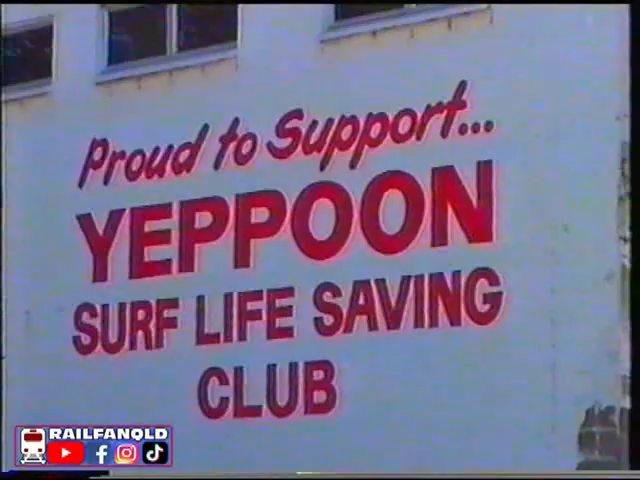 Proud to Support...
YEPPOON
SURF LIFE SAVING
CLUB
RAILFANQLD